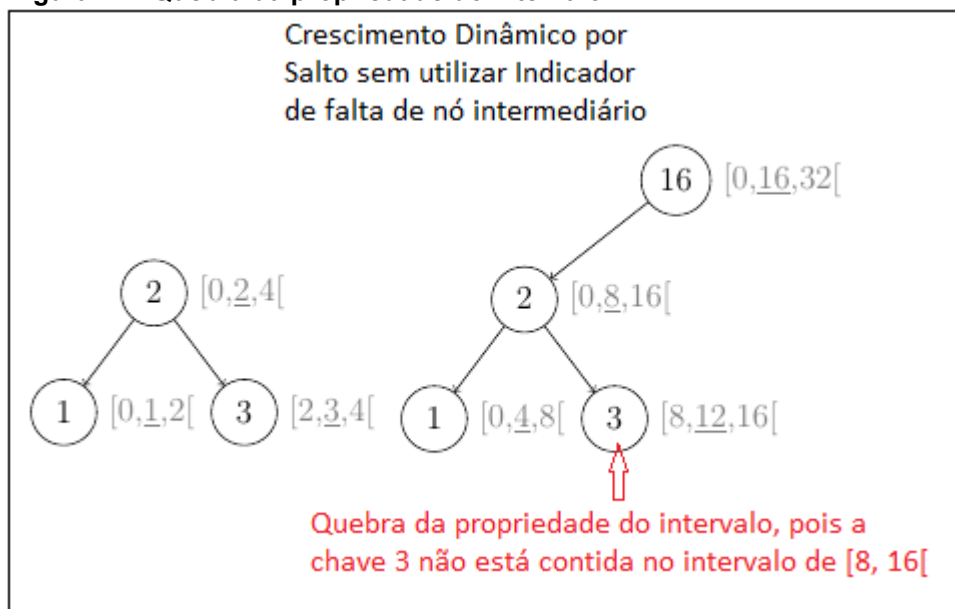 Crescimento Dinâmico por
Salto sem utilizar Indicador
de falta de nó intermediário
16 [0,16,32[
2 [0,2,4[
2 [0,8,16[
1 [0,1,2[ 3 [2,3,4[
1 [0,4,8[ 3 [8,12,16[
Quebra da propriedade do intervalo, pois a
chave 3 não está contida no intervalo de [8, 16[